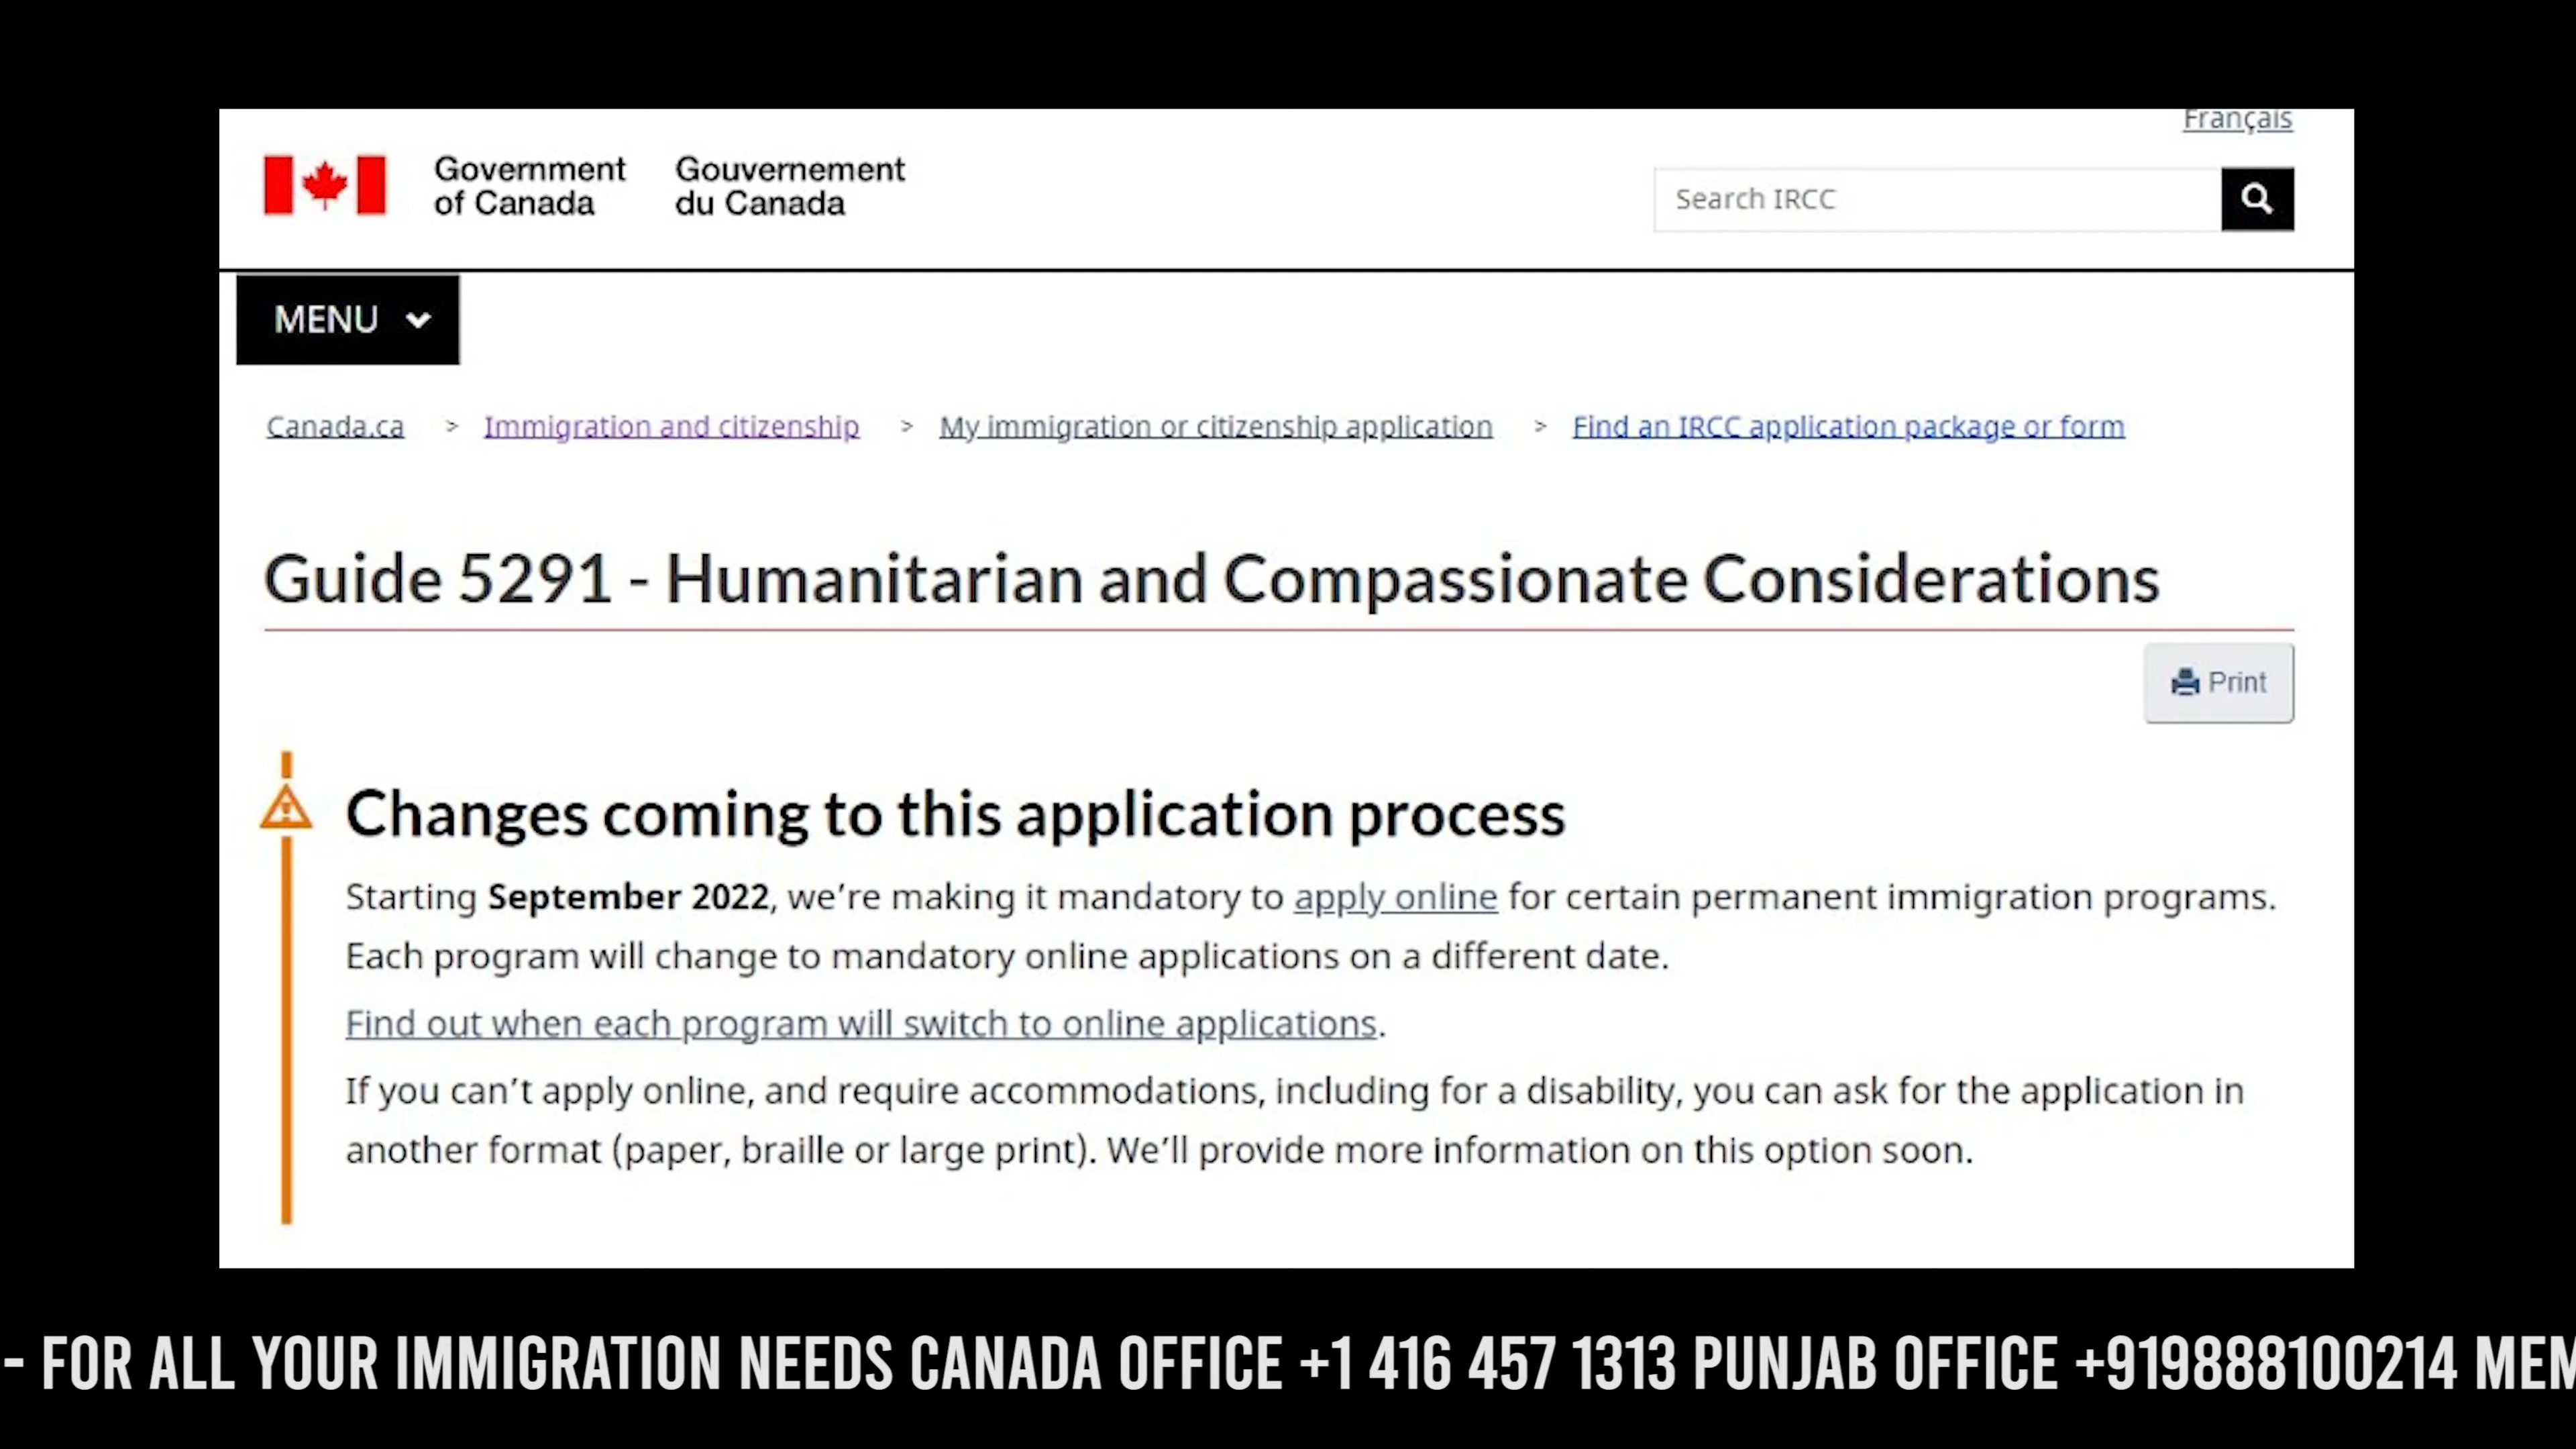 Français
Government
of Canada
Gouvernement
du Canada
Search IRCC
MENU
Canada.ca > Immigration and citizenship > My immigration or citizenship application > Find an IRCC application package or form
Guide 5291 - Humanitarian and Compassionate Considerations
Print
Changes coming to this application process
Starting September 2022, we're making it mandatory to apply online for certain permanent immigration programs.
Each program will change to mandatory online applications on a different date.
Find out when each program will switch to online applications.
If you can't apply online, and require accommodations, including for a disability, you can ask for the application in
another format (paper, braille or large print). We'll provide more information on this option soon.
- FOR ALL YOUR IMMIGRATION NEEDS CANADA OFFICE +1 416 457 1313 PUNJAB OFFICE +919888100214 MEM